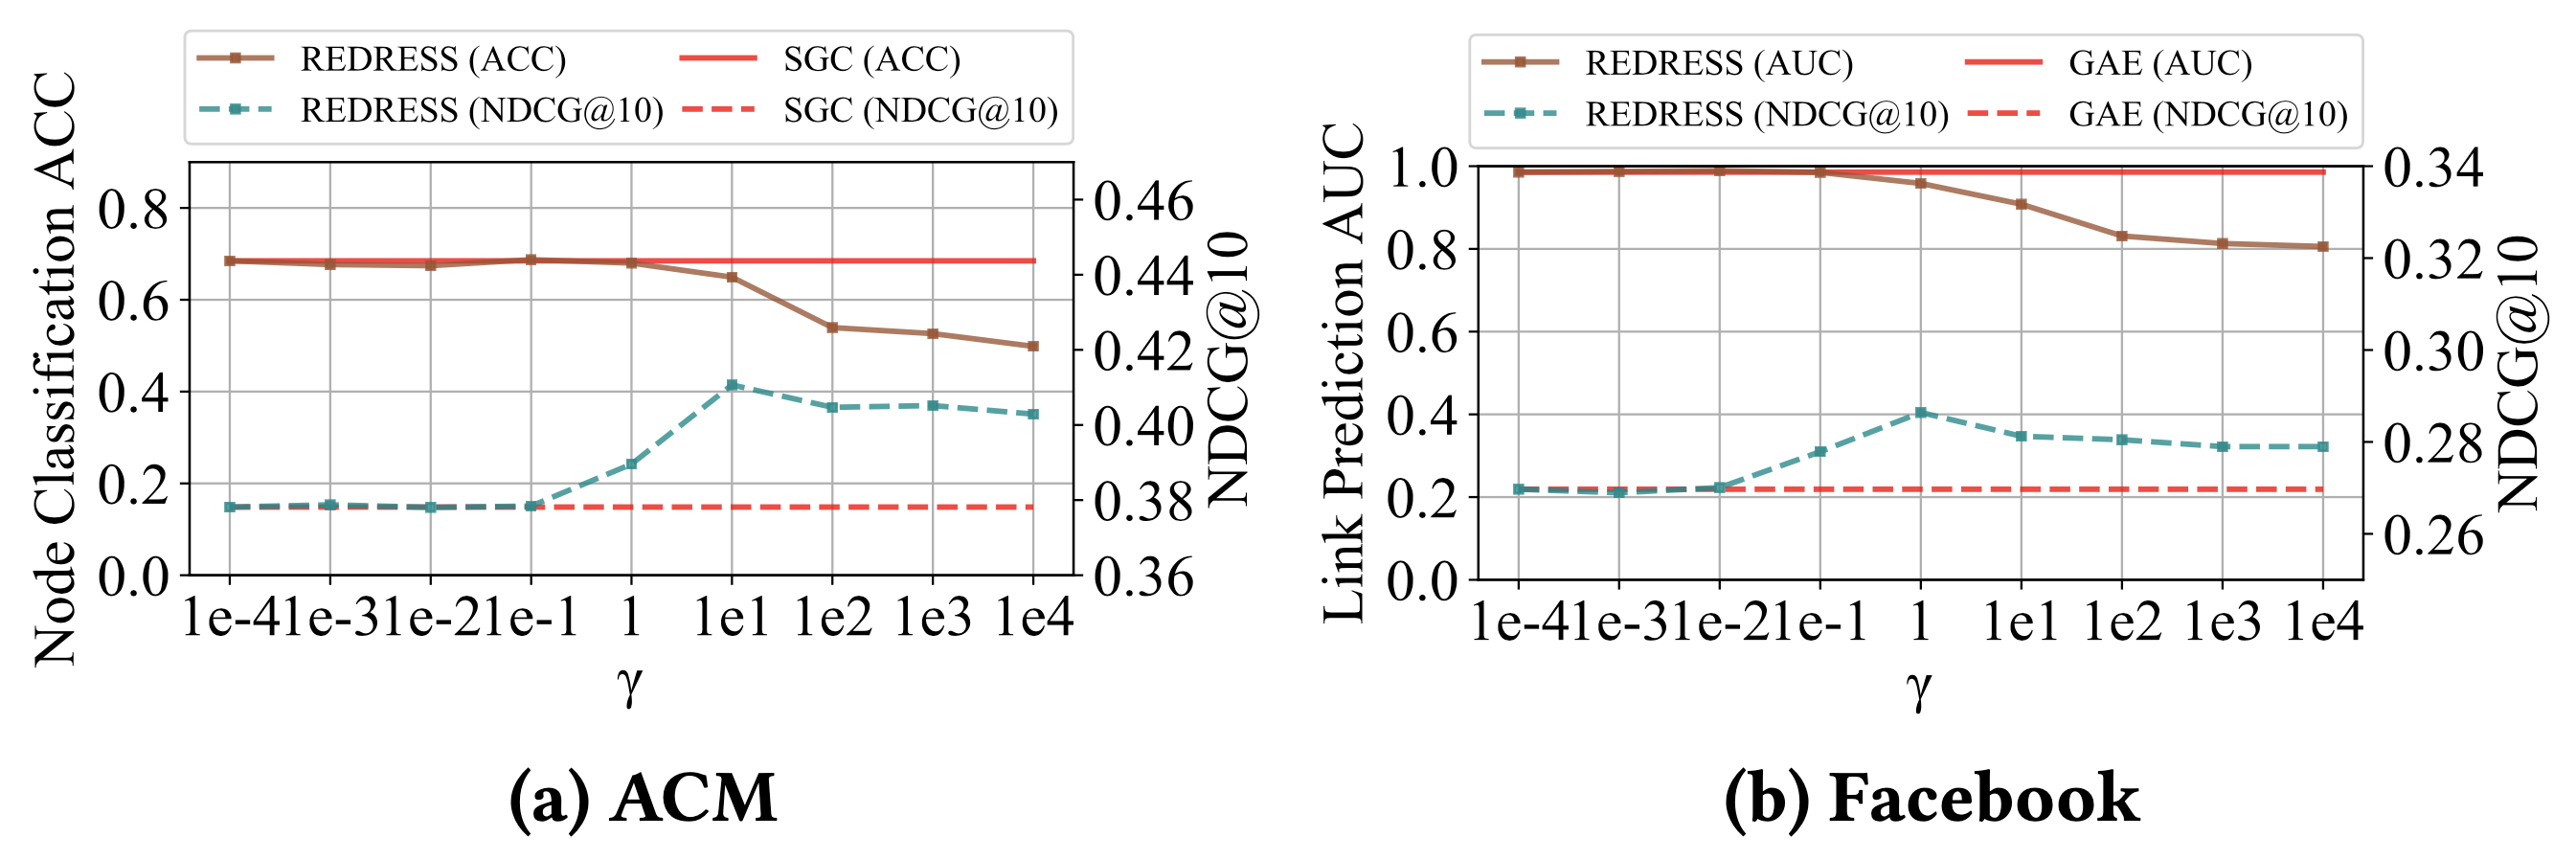 REDRESS (ACC)
SGC (ACC)
REDRESS (NDCG@10)
SGC (NDCG@10)
Node Classification ACC
0.8
0.6
0.4
0.2
0.0
0.46
0.44
0.42
0.40
0.38
0.36
NDCG@10
1e-4 1e-3 1e-2 1e-1 1 1e1 1e2 1e3 1e4
γ
(a) ACM
REDRESS (AUC)
GAE (AUC)
REDRESS (NDCG@10)
GAE (NDCG@10)
Link Prediction AUC
1.0
0.8
0.6
0.4
0.2
0.0
0.34
0.32
0.30
0.28
0.26
NDCG@10
1e-4 1e-3 1e-2 1e-1 1 1e1 1e2 1e3 1e4
γ
(b) Facebook